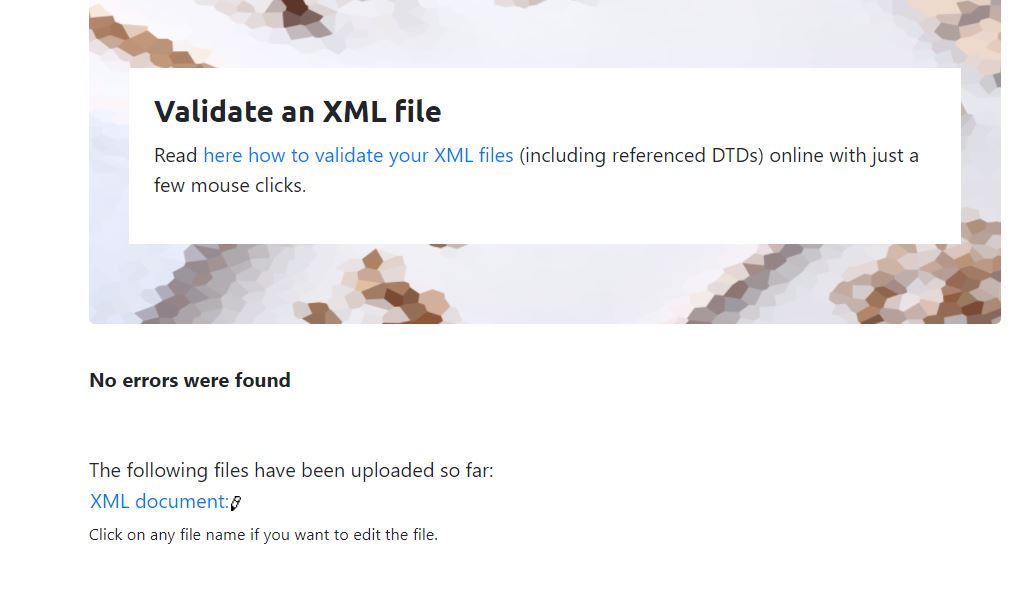 Validate an XML file
Read here how to validate your XML files (including referenced DTDs) online with just a
few mouse clicks.
No errors were found
The following files have been uploaded so far:
XML document:
Click on any file name if you want to edit the file.